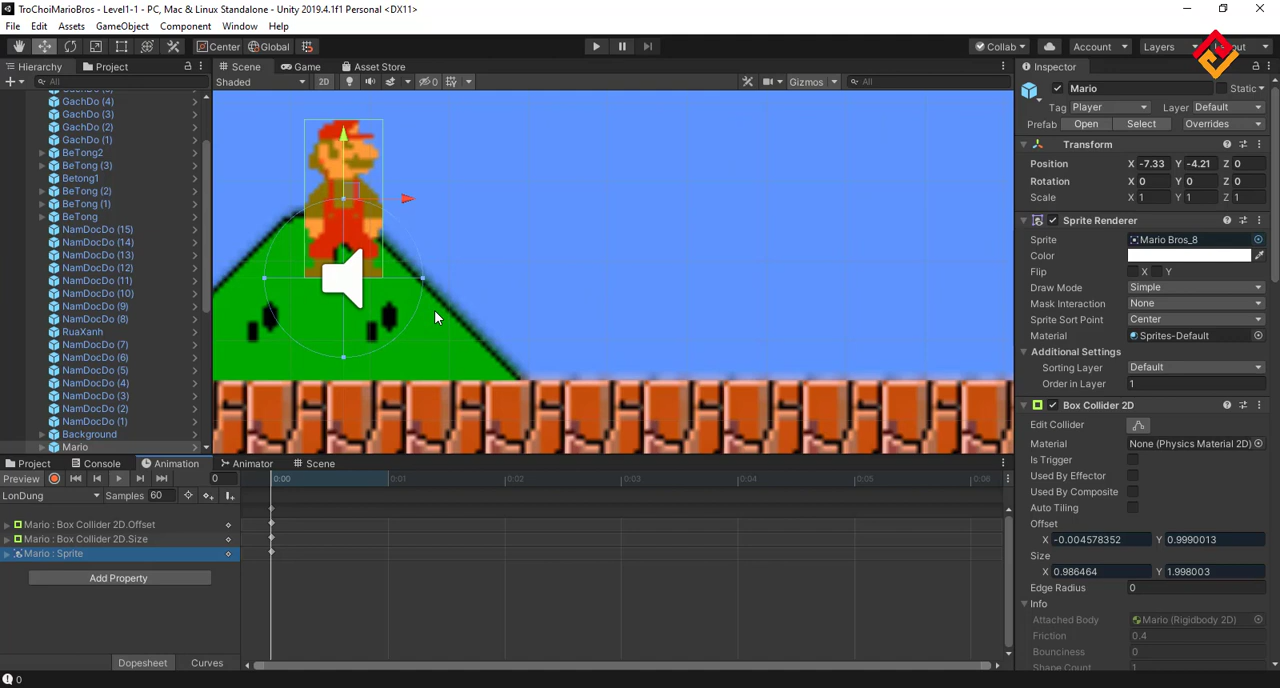 TroChoiMarioBros - Level1-1 - PC, Mac & Linux Standalone - Unity 2019.4.1f1 Personal <DX11>
File Edit Assets GameObject Component Window Help
Center Global Collab Account Layers
Hierarchy Project Scene Game Asset Store Inspector
All Shaded 2D 0 Gizmos All
Mario Static
Tag Player Layer Default
Prefab Open Select Overrides
Transform
Position X -7.33 Y -4.21 Z 0
Rotation X 0 Y 0 Z 0
Scale X 1 Y 1 Z 1
Sprite Renderer
Sprite Mario Bros_8
Color
Flip X Y
Draw Mode Simple
Mask Interaction None
Sprite Sort Point Center
Material Sprites-Default
Additional Settings
Sorting Layer Default
Order in Layer 1
Box Collider 2D
Edit Collider
Material None (Physics Material 2D)
Is Trigger
Used By Effector
Used By Composite
Auto Tiling
Offset
X -0.004578352 Y 0.9990013
Size
X 0.986464 Y 1.998003
Edge Radius 0
Info
Attached Body Mario (Rigidbody 2D)
Friction 0.4
Bounciness 0
Shape Count 1
GachDo (4)
GachDo (3)
GachDo (2)
GachDo (1)
BeTong2
BeTong (3)
Betong1
BeTong (2)
BeTong (1)
BeTong
NamDocDo (15)
NamDocDo (14)
NamDocDo (13)
NamDocDo (12)
NamDocDo (11)
NamDocDo (10)
NamDocDo (9)
NamDocDo (8)
RuaXanh
NamDocDo (7)
NamDocDo (6)
NamDocDo (5)
NamDocDo (4)
NamDocDo (3)
NamDocDo (2)
NamDocDo (1)
Background
Mario
Project Console Animation Animator Scene
Preview 0 0:00 0:01 0:02 0:03 0:04 0:05 0:06
LonDung Samples 60
Mario : Box Collider 2D.Offset
Mario : Box Collider 2D.Size
Mario : Sprite
Add Property
Dopesheet Curves
0